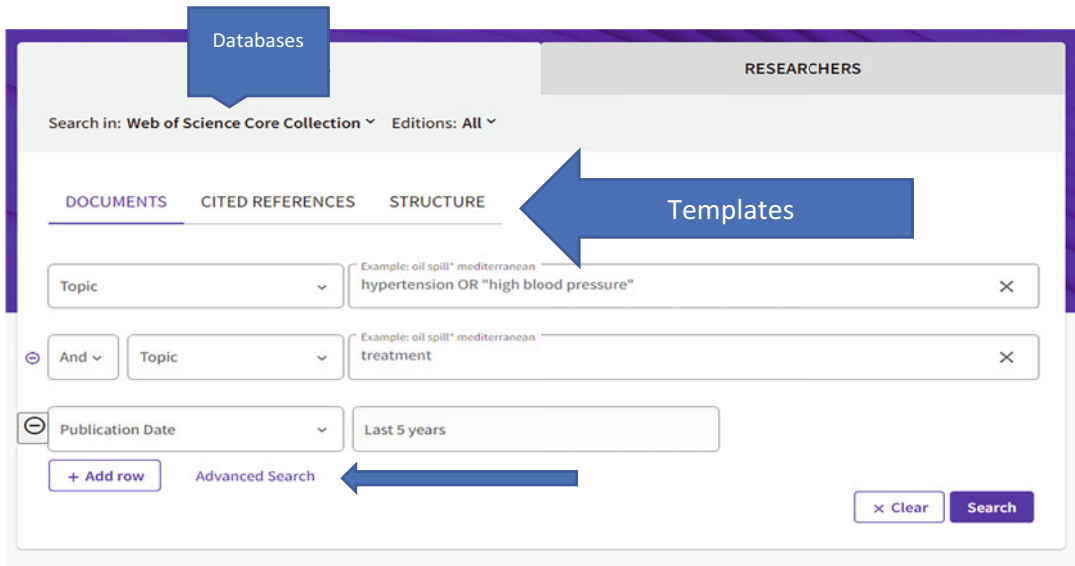 Databases
RESEARCHERS
Search in: Web of Science Core Collection Editions: All
DOCUMENTS CITED REFERENCES STRUCTURE
Templates
Example: oil spill* mediterranean
Topic hypertension OR "high blood pressure"
Example: oil spill* mediterranean
And Topic treatment
Publication Date Last 5 years
+ Add row Advanced Search
× Clear Search